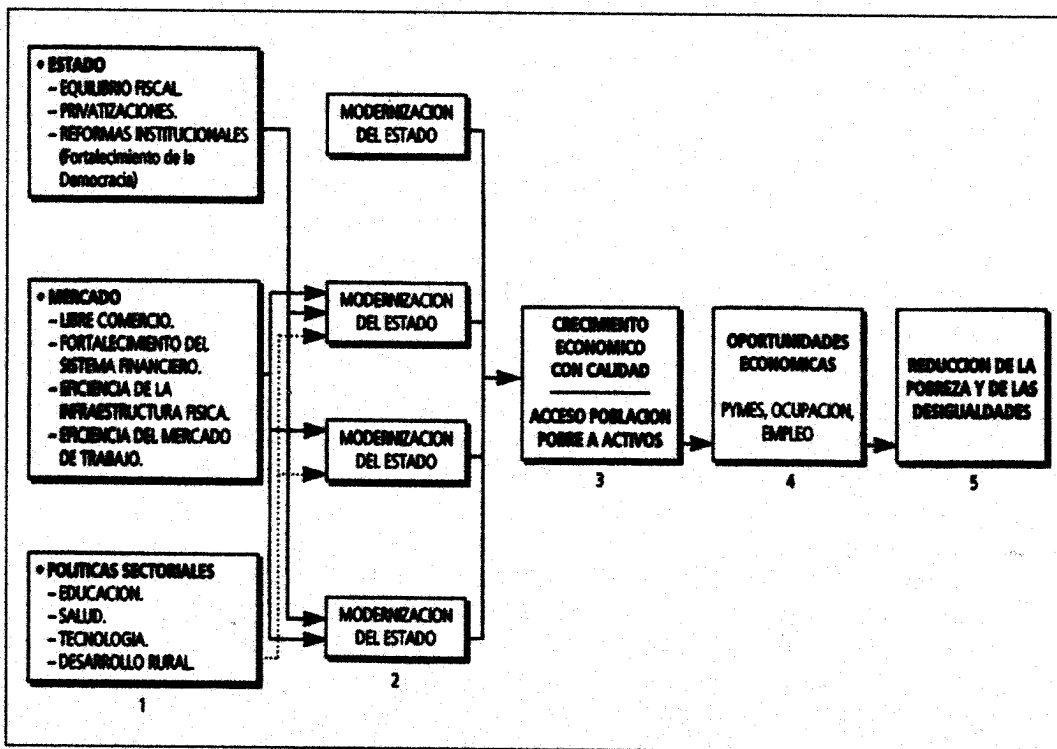 • ESTADO
– EQUILIBRIO FISCAL.
– PRIVATIZACIONES.
– REFORMAS INSTITUCIONALES
(Fortalecimiento de la
Democracia)
• MERCADO
– LIBRE COMERCIO.
– FORTALECIMIENTO DEL
SISTEMA FINANCIERO.
– EFICIENCIA DE LA
INFRAESTRUCTURA FISICA.
– EFICIENCIA DEL MERCADO
DE TRABAJO.
• POLITICAS SECTORIALES
– EDUCACION.
– SALUD.
– TECNOLOGIA.
– DESARROLLO RURAL.
1
MODERNIZACION
DEL ESTADO
MODERNIZACION
DEL ESTADO
MODERNIZACION
DEL ESTADO
MODERNIZACION
DEL ESTADO
2
CRECIMIENTO
ECONOMICO
CON CALIDAD
ACCESO POBLACION
POBRE A ACTIVOS
3
OPORTUNIDADES
ECONOMICAS
PYMES, OCUPACION,
EMPLEO
4
REDUCCION DE LA
POBREZA Y DE LAS
DESIGUALDADES
5